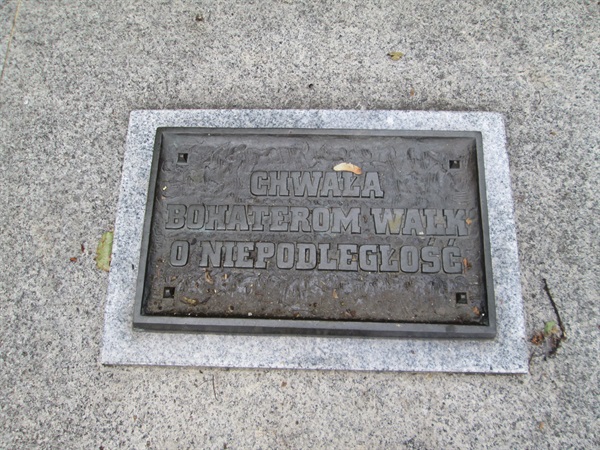 CHWAŁA
BOHATEROM WALK
O NIEPODLEGŁOŚĆ